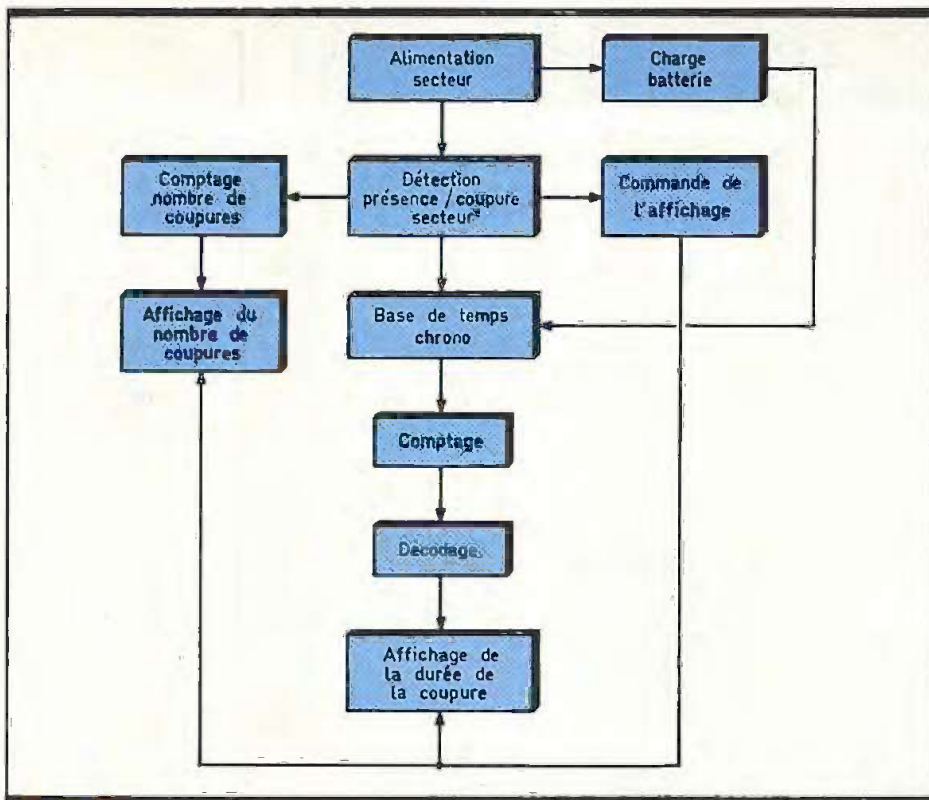 Alimentation
secteur
Charge
batterie
Comptage
nombre de
coupures
Détection
présence / coupure
secteur
Commande de
l'affichage
Affichage du
nombre de
coupures
Base de temps
chrono
Comptage
Décodage
Affichage de
la durée de
la coupure